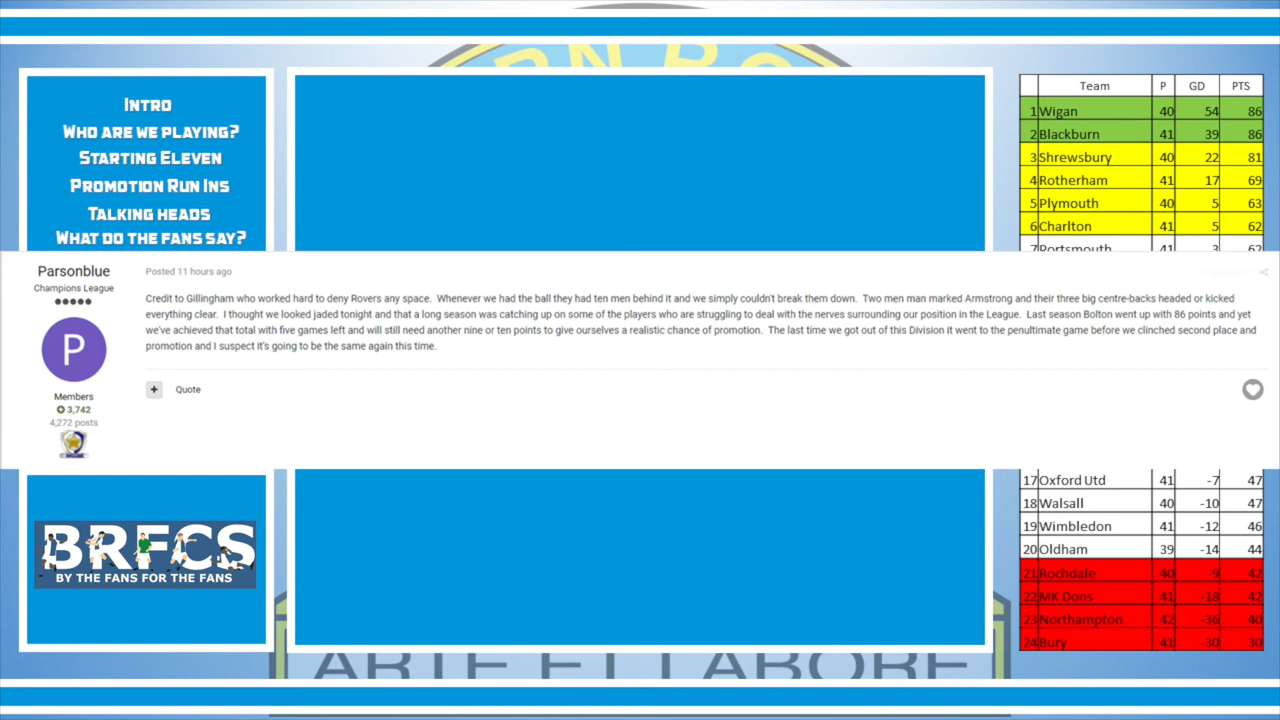 RN RO
INTRO
WHO ARE WE PLAYING?
STARTING ELEVEN
PROMOTION RUN INS
TALKING HEADS
WHAT DO THE FANS SAY?
Team P GD PTS
1 Wigan 40 54 86
2 Blackburn 41 39 86
3 Shrewsbury 40 22 81
4 Rotherham 41 17 69
5 Plymouth 40 5 63
6 Charlton 41 5 62
7 Portsmouth 41 3 62
Parsonblue
Champions League
P
Members
3,742
4,272 posts
Posted 11 hours ago
Credit to Gillingham who worked hard to deny Rovers any space. Whenever we had the ball they had ten men behind it and we simply couldn't break them down. Two men man marked Armstrong and their three big centre-backs headed or kicked
everything clear. I thought we looked jaded tonight and that a long season was catching up on some of the players who are struggling to deal with the nerves surrounding our position in the League. Last season Bolton went up with 86 points and yet
we've achieved that total with five games left and will still need another nine or ten points to give ourselves a realistic chance of promotion. The last time we got out of this Division it went to the penultimate game before we clinched second place and
promotion and I suspect it's going to be the same again this time.
+ Quote
17 Oxford Utd 41 -7 47
18 Walsall 40 -10 47
19 Wimbledon 41 -12 46
20 Oldham 39 -14 44
21 Rochdale 40 -9 42
22 MK Dons 41 -18 42
23 Northampton 42 -36 40
24 Bury 41 -30 30
BRFCS
BY THE FANS FOR THE FANS
ARTE ET LABORE